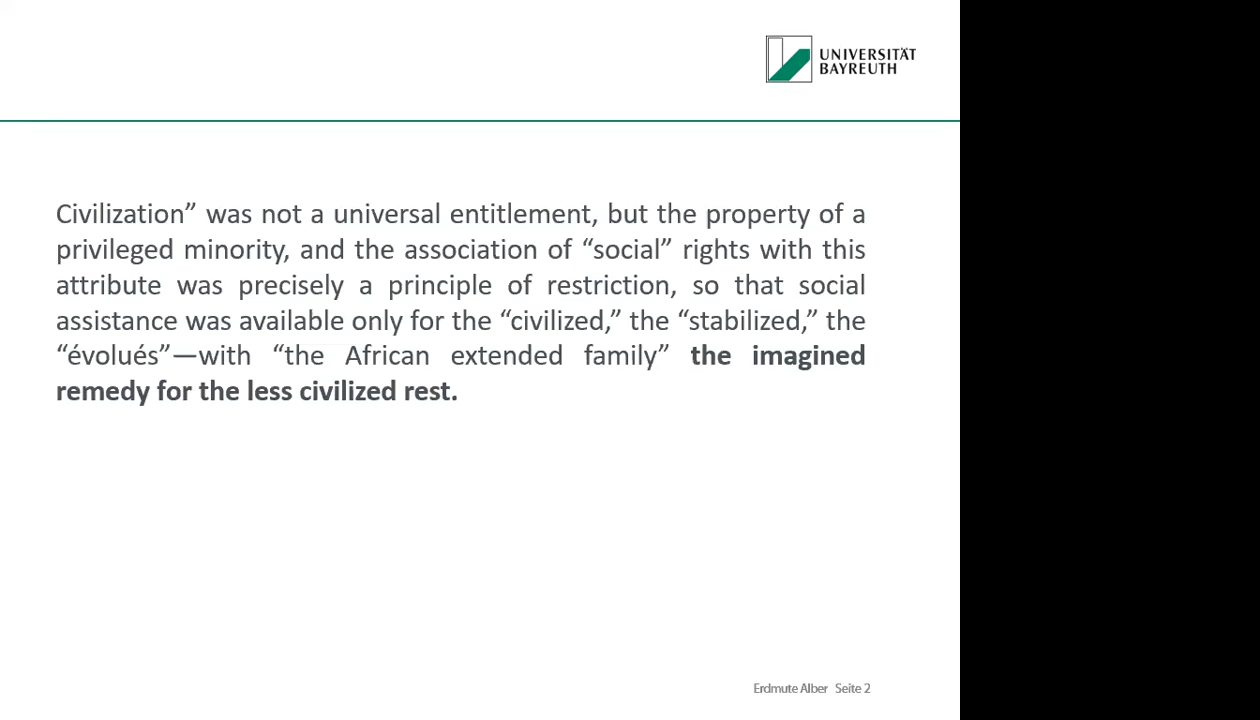 UNIVERSITÄT
BAYREUTH
Civilization” was not a universal entitlement, but the property of a
privileged minority, and the association of “social” rights with this
attribute was precisely a principle of restriction, so that social
assistance was available only for the “civilized,” the “stabilized,” the
“évolués”—with “the African extended family” the imagined
remedy for the less civilized rest.
Erdmute Alber Seite 2